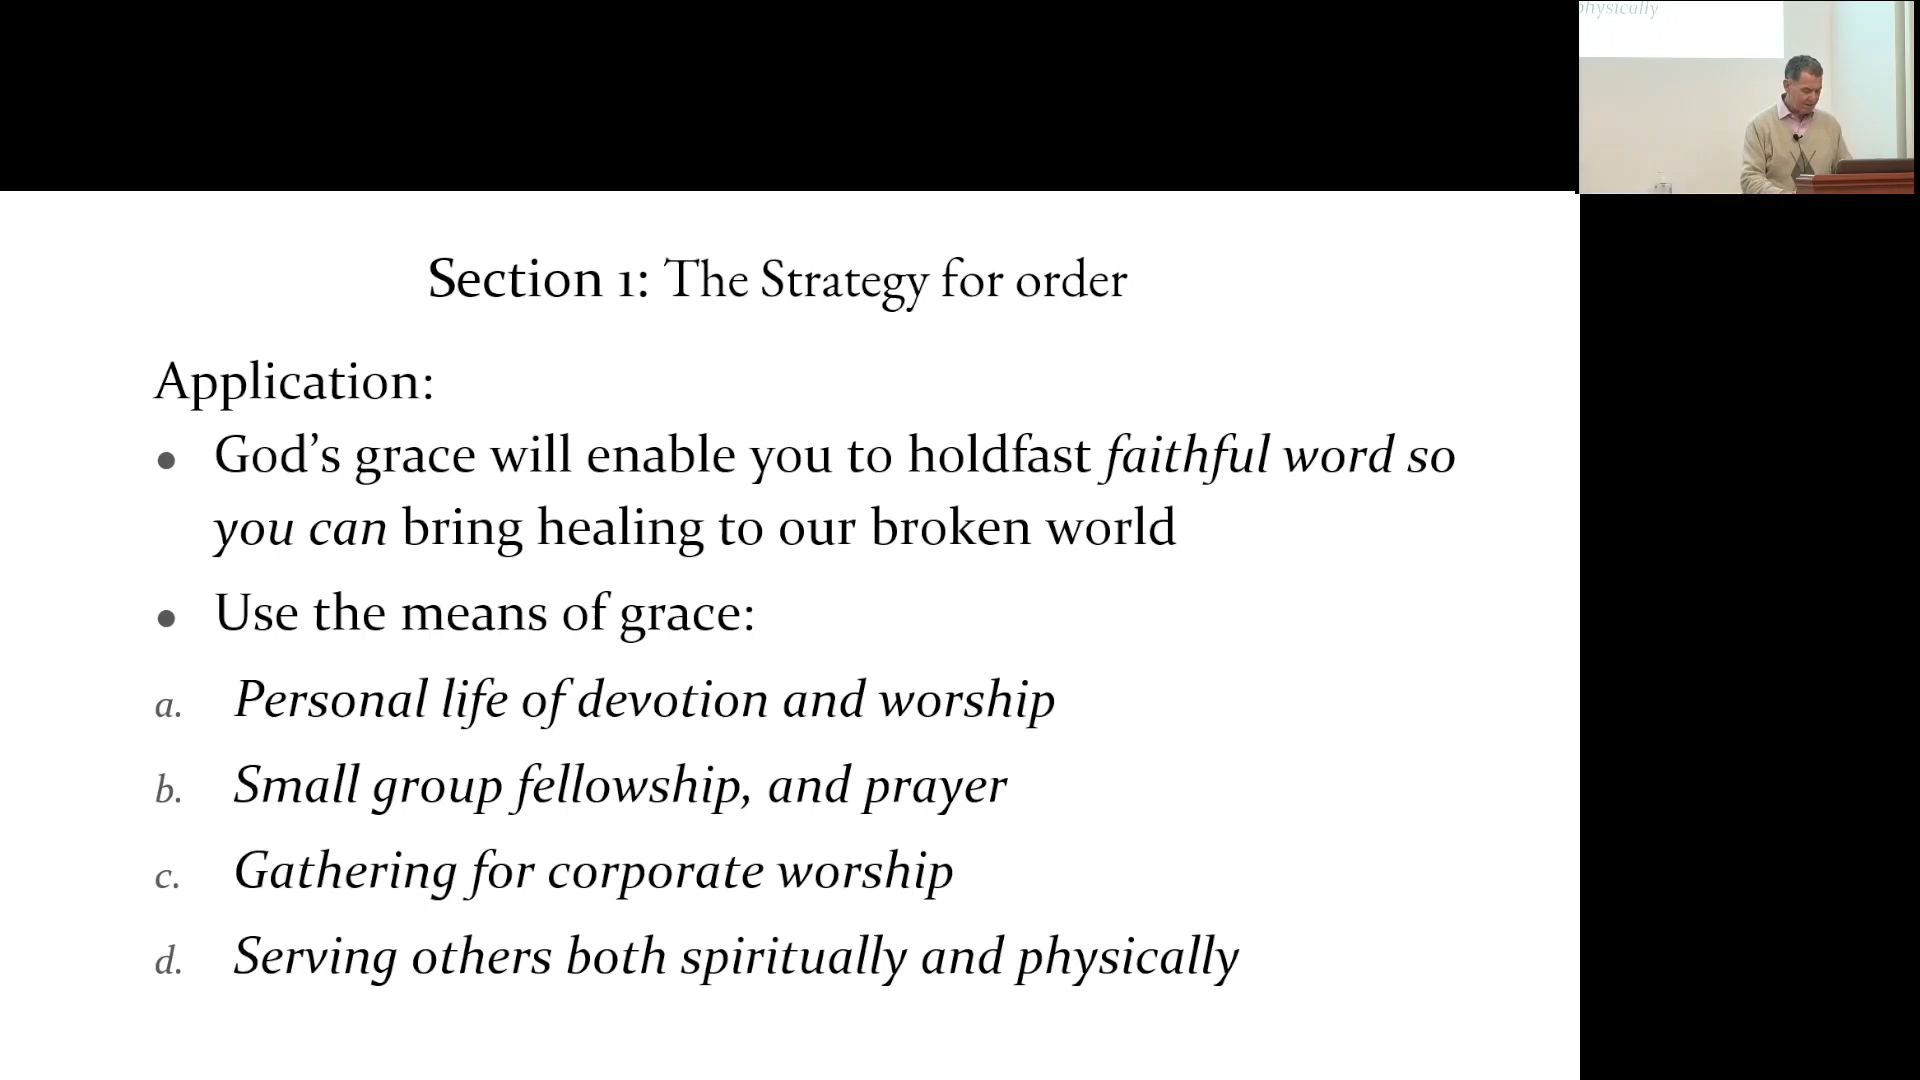 physically
Section 1: The Strategy for order
Application:
• God’s grace will enable you to holdfast faithful word so
you can bring healing to our broken world
• Use the means of grace:
a. Personal life of devotion and worship
b. Small group fellowship, and prayer
c. Gathering for corporate worship
d. Serving others both spiritually and physically